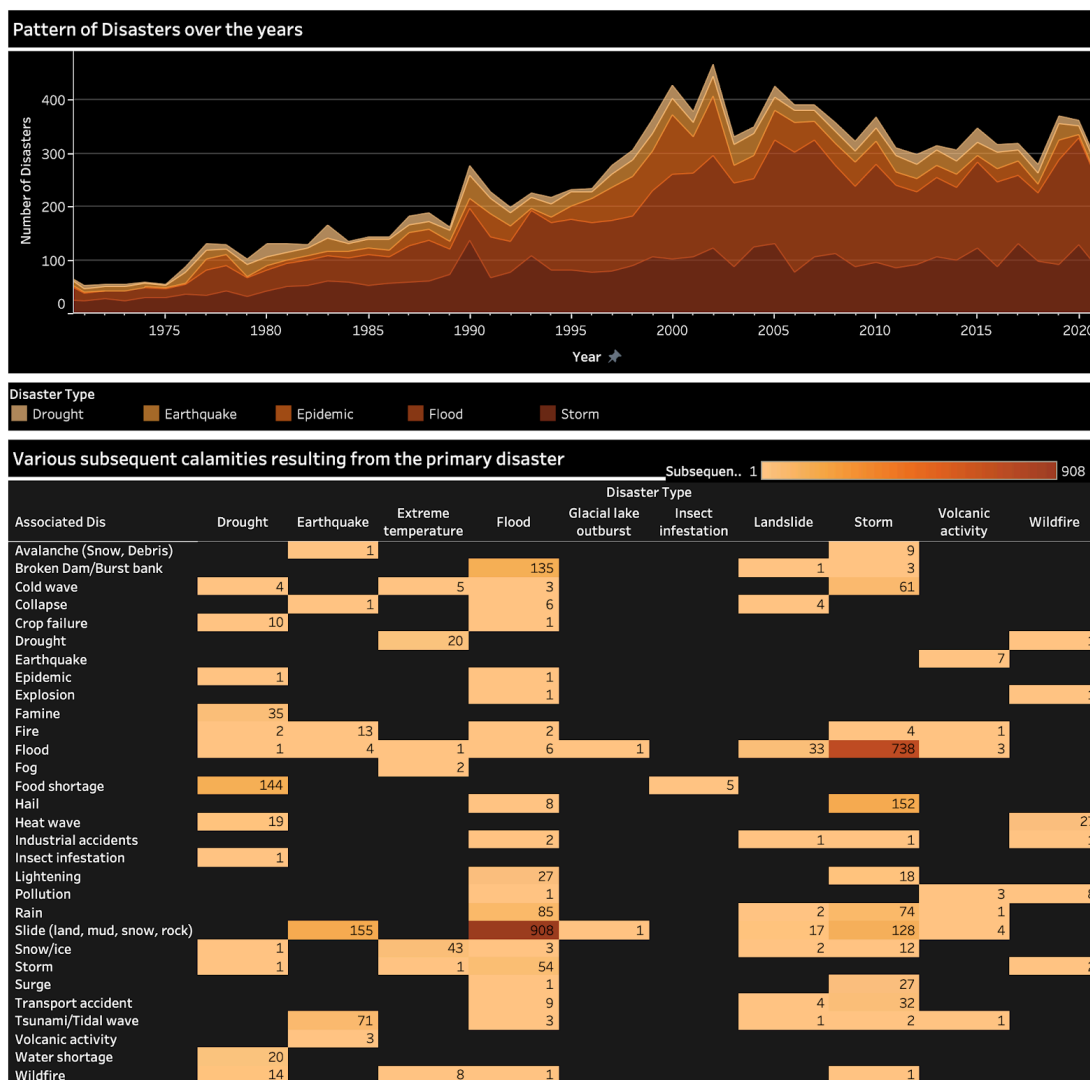 Pattern of Disasters over the years
Number of Disasters
400
300
200
100
0
1975 1980 1985 1990 1995 2000 2005 2010 2015 2020
Year
Disaster Type
Drought Earthquake Epidemic Flood Storm
Various subsequent calamities resulting from the primary disaster
Subsequen.. 1 908
Disaster Type
Associated Dis Drought Earthquake Extreme temperature Flood Glacial lake outburst Insect infestation Landslide Storm Volcanic activity Wildfire
Avalanche (Snow, Debris) 1 9
Broken Dam/Burst bank 135 1 3
Cold wave 4 5 3 61
Collapse 1 6 4
Crop failure 10 1
Drought 20
Earthquake 7
Epidemic 1 1
Explosion 1
Famine 35
Fire 2 13 2 4 1
Flood 1 4 1 6 1 33 738 3
Fog 2
Food shortage 144 5
Hail 8 152
Heat wave 19
Industrial accidents 2 1 1
Insect infestation 1
Lightening 27 18
Pollution 1 3
Rain 85 2 74 1
Slide (land, mud, snow, rock) 155 908 1 17 128 4
Snow/ice 1 43 3 2 12
Storm 1 1 54
Surge 1 27
Transport accident 9 4 32
Tsunami/Tidal wave 71 3 1 2 1
Volcanic activity 3
Water shortage 20
Wildfire 14 8 1 1